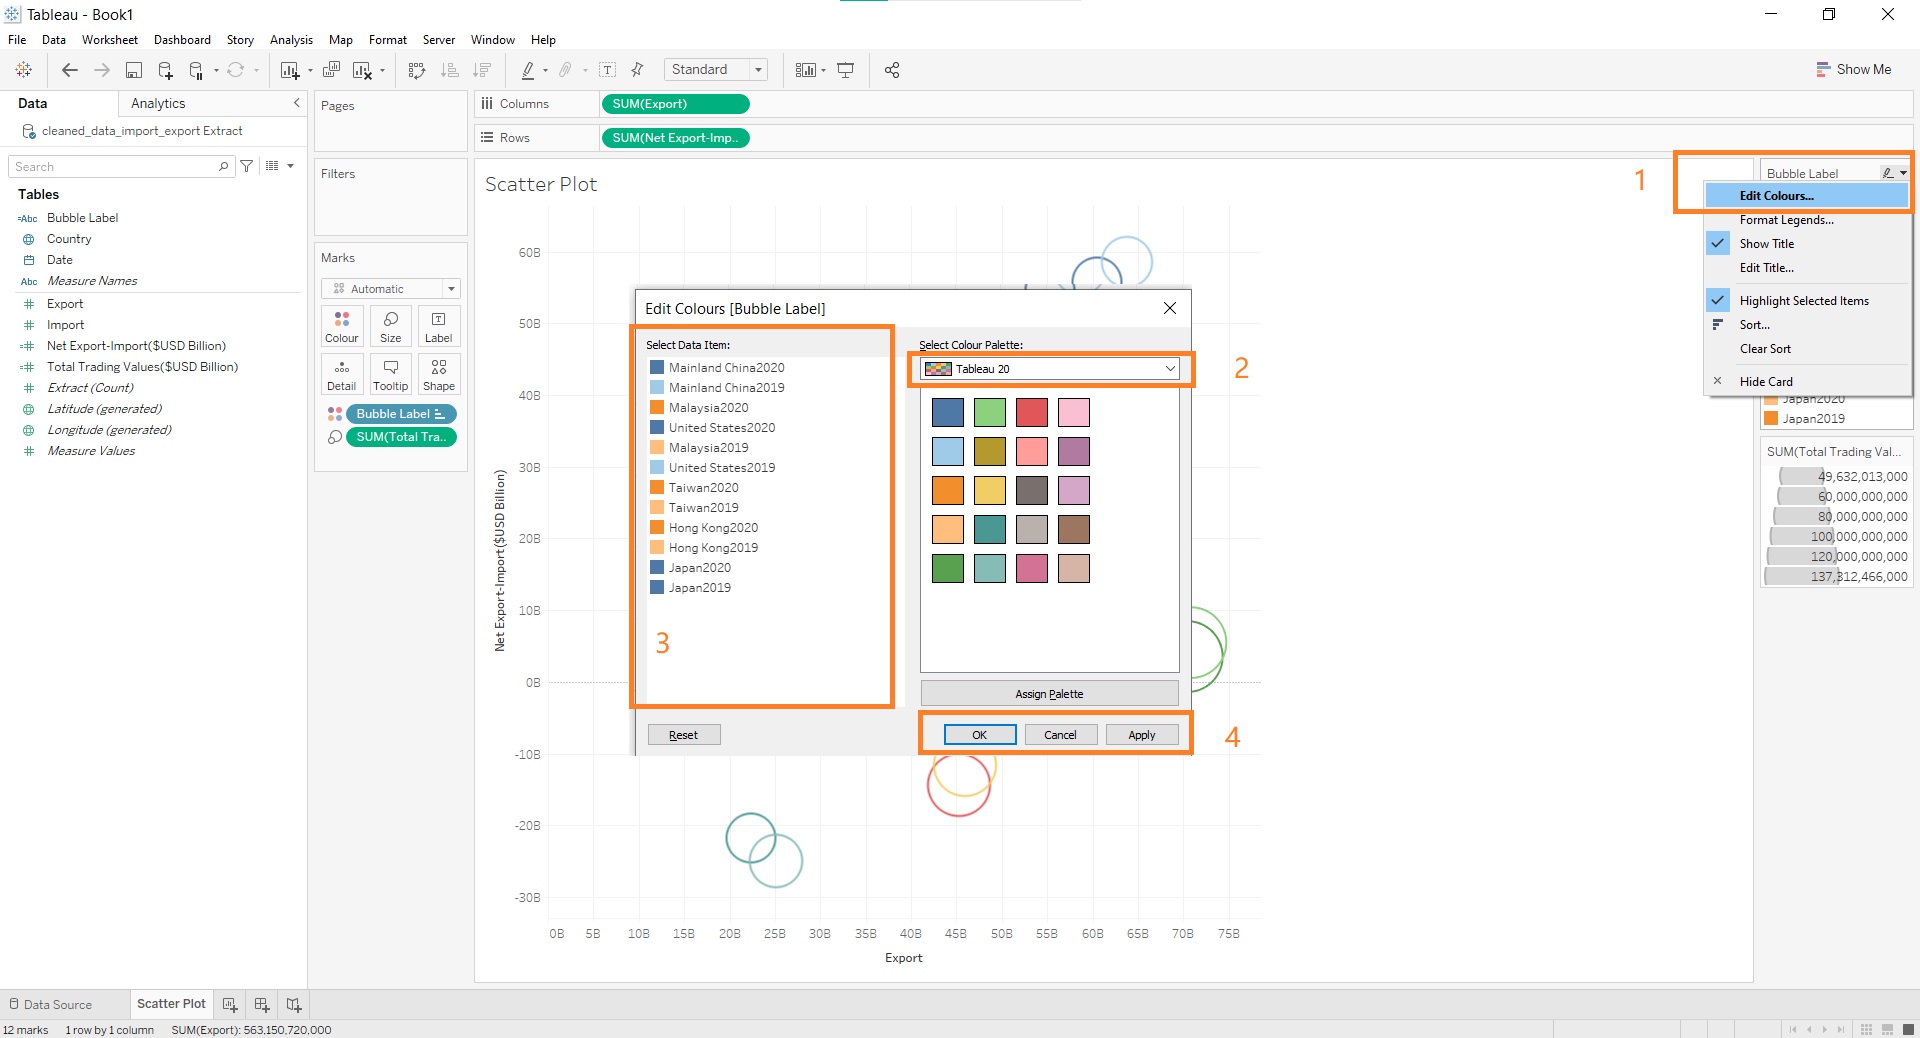 Tableau - Book1
File Data Worksheet Dashboard Story Analysis Map Format Server Window Help
Standard
Show Me
Data
Analytics
cleaned_data_import_export Extract
Search
Tables
Bubble Label
Country
Date
Measure Names
Export
Import
Net Export-Import($USD Billion)
Total Trading Values($USD Billion)
Extract (Count)
Latitude (generated)
Longitude (generated)
Measure Values
Pages
Filters
Marks
Automatic
Colour Size Label
Detail Tooltip Shape
Bubble Label
SUM(Total Tra..
Columns
SUM(Export)
Rows
SUM(Net Export-Imp..
Scatter Plot
60B
50B
40B
30B
20B
10B
0B
-10B
-20B
-30B
Net Export-Import($USD Billion)
0B 5B 10B 15B 20B 25B 30B 35B 40B 45B 50B 55B 60B 65B 70B 75B
Export
Edit Colours [Bubble Label]
Select Data Item:
Mainland China2020
Mainland China2019
Malaysia2020
United States2020
Malaysia2019
United States2019
Taiwan2020
Taiwan2019
Hong Kong2020
Hong Kong2019
Japan2020
Japan2019
3
Select Colour Palette:
Tableau 20
2
Assign Palette
Reset
OK Cancel Apply
4
1
Bubble Label
Edit Colours...
Format Legends...
Show Title
Edit Title...
Highlight Selected Items
Sort...
Clear Sort
Hide Card
Japan2020
Japan2019
SUM(Total Trading Val...
49,632,013,000
60,000,000,000
80,000,000,000
100,000,000,000
120,000,000,000
137,312,466,000
Data Source
Scatter Plot
12 marks 1 row by 1 column SUM(Export): 563,150,720,000